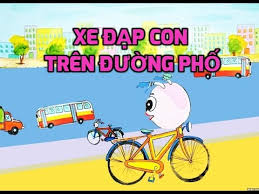 XE ĐẠP CON
TRÊN ĐƯỜNG PHỐ